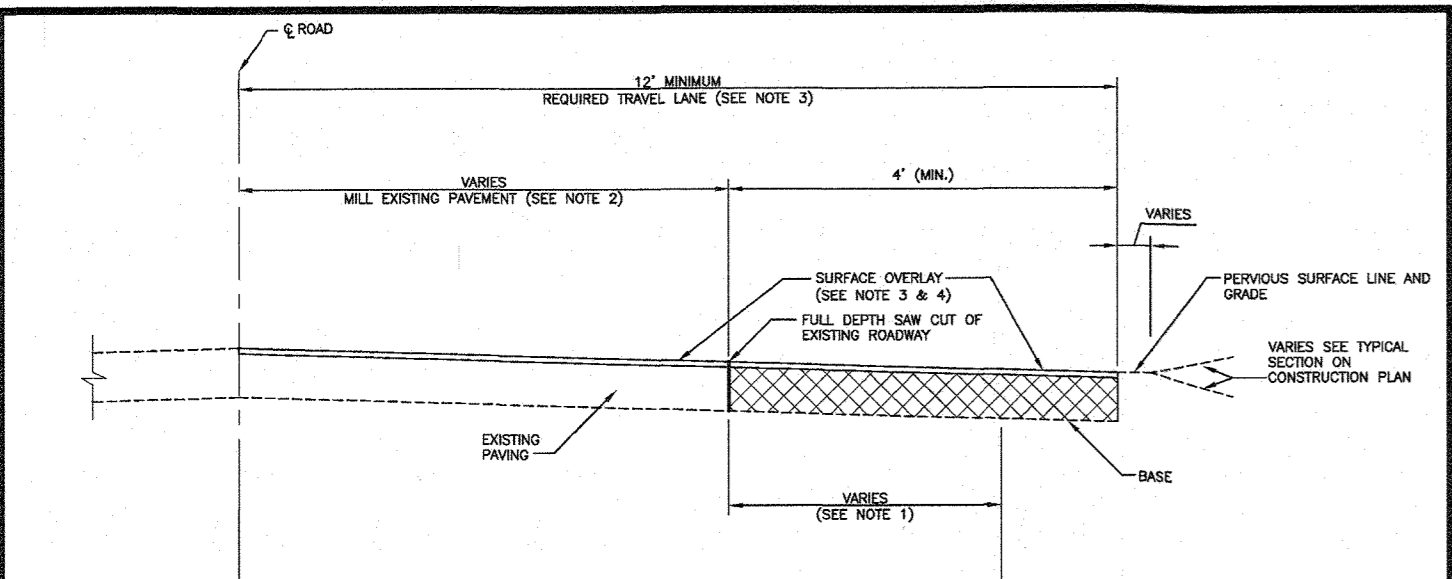 ℄ ROAD
12' MINIMUM
REQUIRED TRAVEL LANE (SEE NOTE 3)
VARIES
MILL EXISTING PAVEMENT (SEE NOTE 2)
4' (MIN.)
VARIES
SURFACE OVERLAY
(SEE NOTE 3 & 4)
PERVIOUS SURFACE LINE AND
GRADE
FULL DEPTH SAW CUT OF
EXISTING ROADWAY
VARIES SEE TYPICAL
SECTION ON
CONSTRUCTION PLAN
EXISTING
PAVING
BASE
VARIES
(SEE NOTE 1)